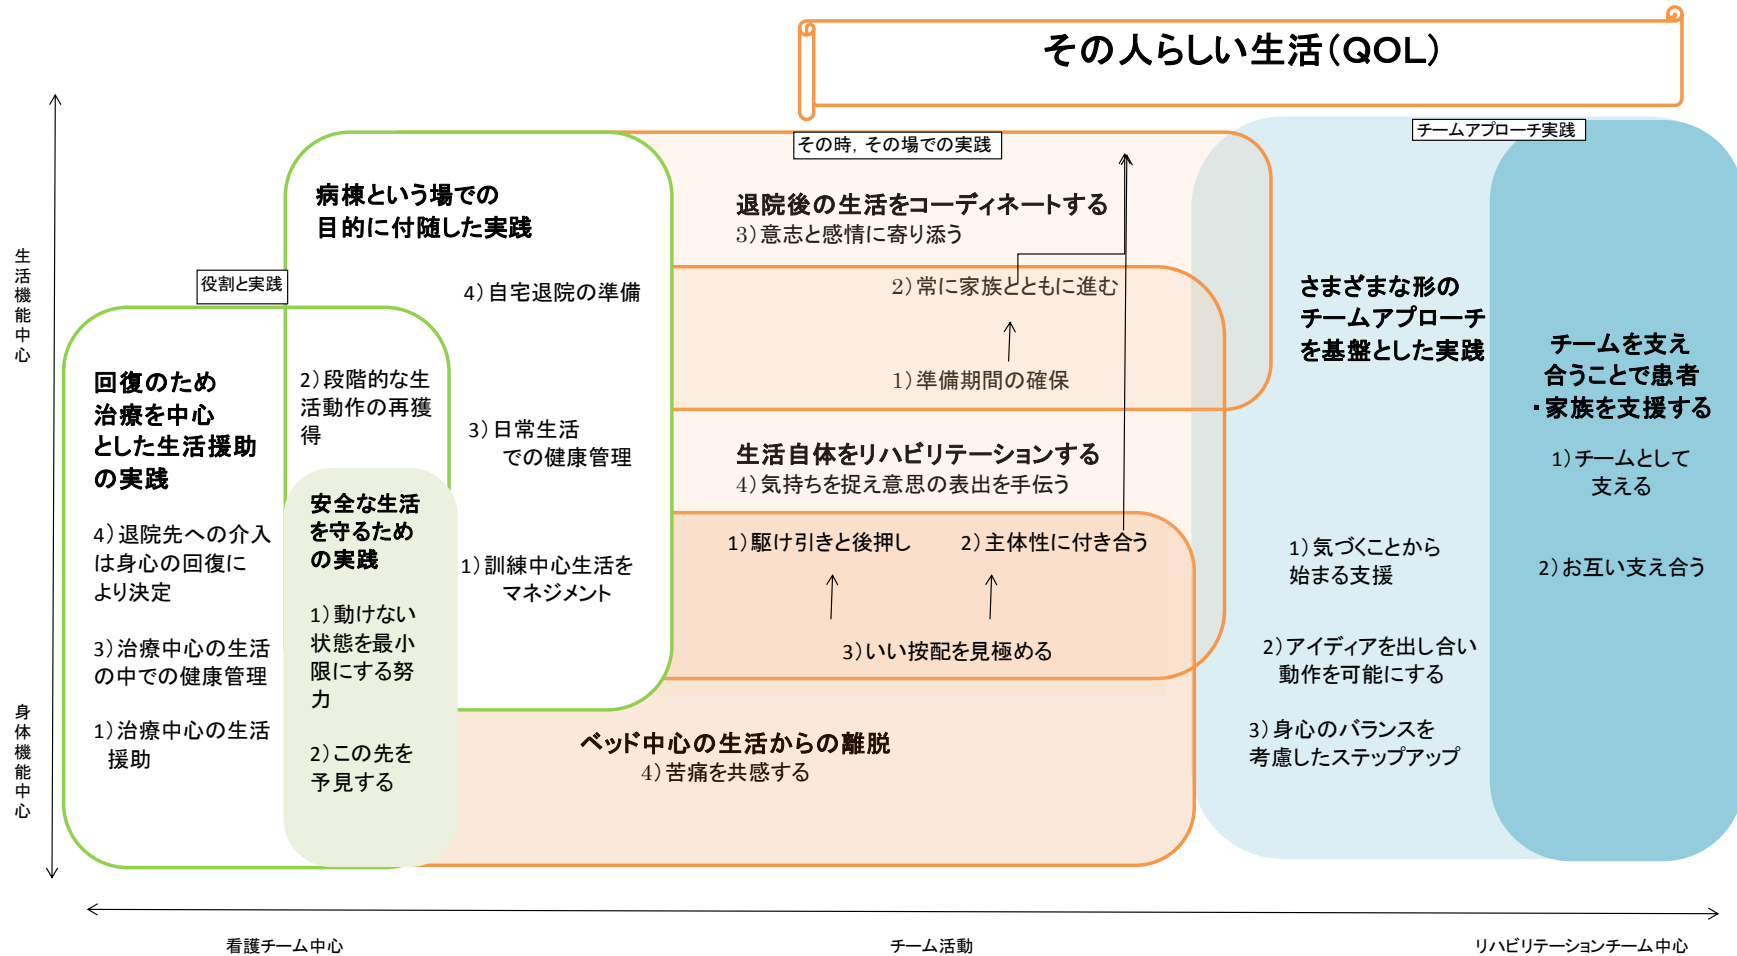 その人らしい生活(QOL)
チームアプローチ実践
その時, その場での実践
役割と実践
生活機能中心
身体機能中心
病棟という場での
目的に付随した実践
4)自宅退院の準備
3)日常生活
での健康管理
1)訓練中心生活を
マネジメント
回復のため
治療を中心
とした生活援助
の実践
4)退院先への介入
は身心の回復に
より決定
3)治療中心の生活
の中での健康管理
1)治療中心の生活
援助
2)段階的な生
活動作の再獲
得
安全な生活
を守るため
の実践
1)動けない
状態を最小
限にする努
力
2)この先を
予見する
退院後の生活をコーディネートする
3)意志と感情に寄り添う
2)常に家族とともに進む
1)準備期間の確保
生活自体をリハビリテーションする
4)気持ちを捉え意思の表出を手伝う
1)駆け引きと後押し
2)主体性に付き合う
3)いい按配を見極める
ベッド中心の生活からの離脱
4)苦痛を共感する
さまざまな形の
チームアプローチ
を基盤とした実践
1)気づくことから
始まる支援
2)アイディアを出し合い
動作を可能にする
3)身心のバランスを
考慮したステップアップ
チームを支え
合うことで患者
・家族を支援する
1)チームとして
支える
2)お互い支え合う
看護チーム中心
チーム活動
リハビリテーションチーム中心